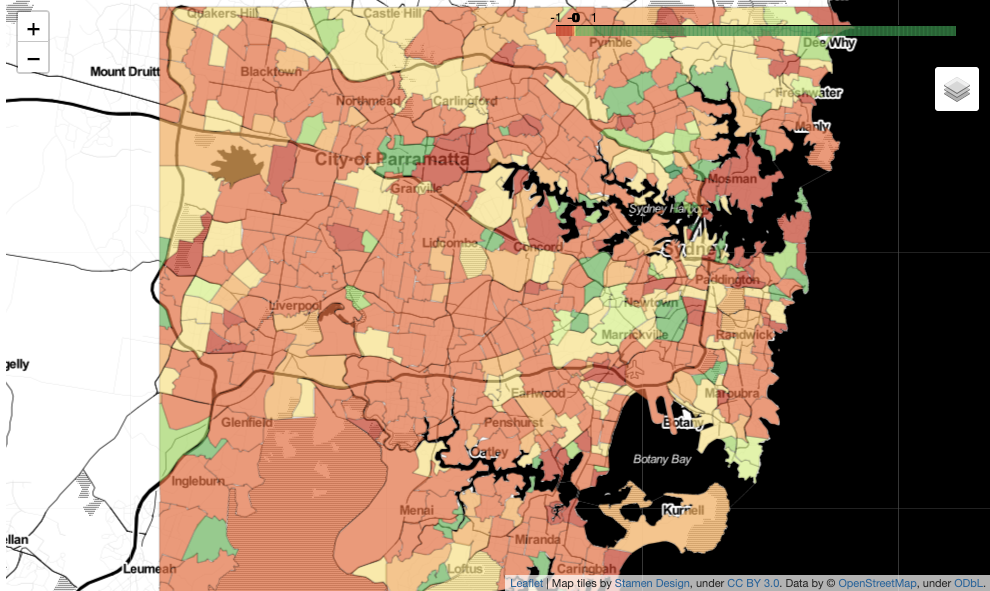 +
−
-1 -0 0 1
Quakers Hill
Castle Hill
Pymble
Dee Why
Mount Druitt
Blacktown
Freshwater
Northmead
Carlingford
Manly
City of Parramatta
Mosman
Granville
Sydney Harbo
Lidcombe
Concord
Sydney
Paddington
Liverpool
Newtown
Marrickville
Randwick
gelly
Earlwood
Maroubra
Glenfield
Penshurst
Botany
Oatley
Botany Bay
Ingleburn
Menai
Kurnell
ellan
Miranda
Leumeah
Loftus
Caringbah
Leaflet | Map tiles by Stamen Design, under CC BY 3.0. Data by © OpenStreetMap, under ODbL.